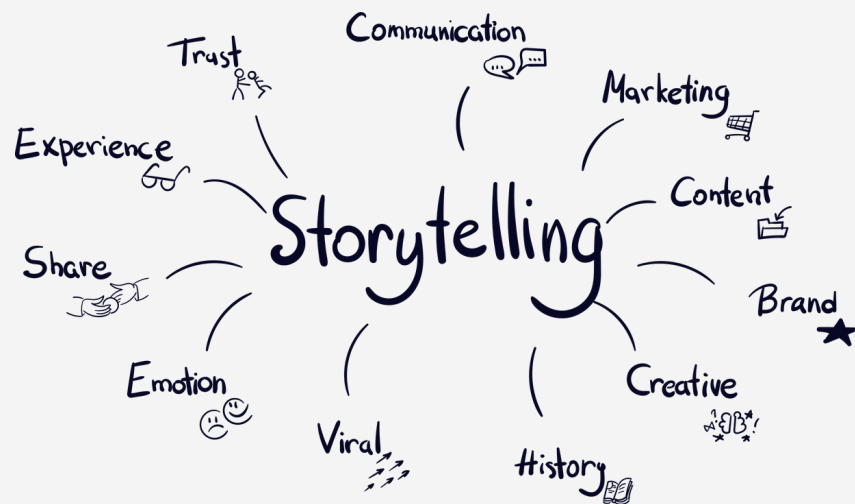 Communication
Trust
Marketing
Experience
Content
Storytelling
Share
Brand
Emotion
Creative
Viral
History